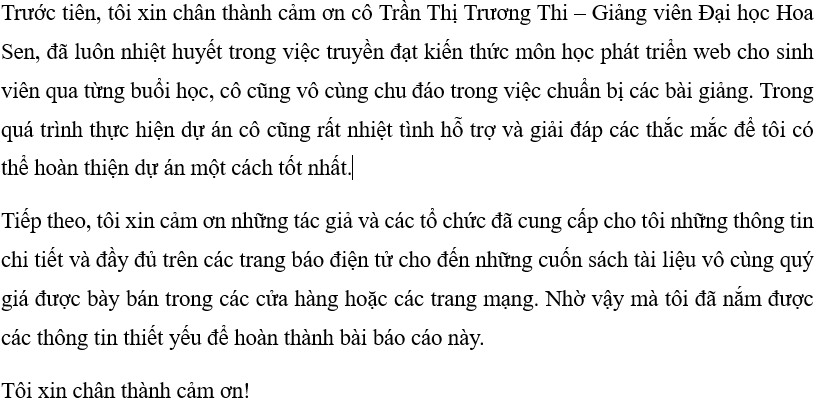 Trước tiên, tôi xin chân thành cảm ơn cô Trần Thị Trương Thi – Giảng viên Đại học Hoa
Sen, đã luôn nhiệt huyết trong việc truyền đạt kiến thức môn học phát triển web cho sinh
viên qua từng buổi học, cô cũng vô cùng chu đáo trong việc chuẩn bị các bài giảng. Trong
quá trình thực hiện dự án cô cũng rất nhiệt tình hỗ trợ và giải đáp các thắc mắc để tôi có
thể hoàn thiện dự án một cách tốt nhất.
Tiếp theo, tôi xin cảm ơn những tác giả và các tổ chức đã cung cấp cho tôi những thông tin
chi tiết và đầy đủ trên các trang báo điện tử cho đến những cuốn sách tài liệu vô cùng quý
giá được bày bán trong các cửa hàng hoặc các trang mạng. Nhờ vậy mà tôi đã nắm được
các thông tin thiết yếu để hoàn thành bài báo cáo này.
Tôi xin chân thành cảm ơn!